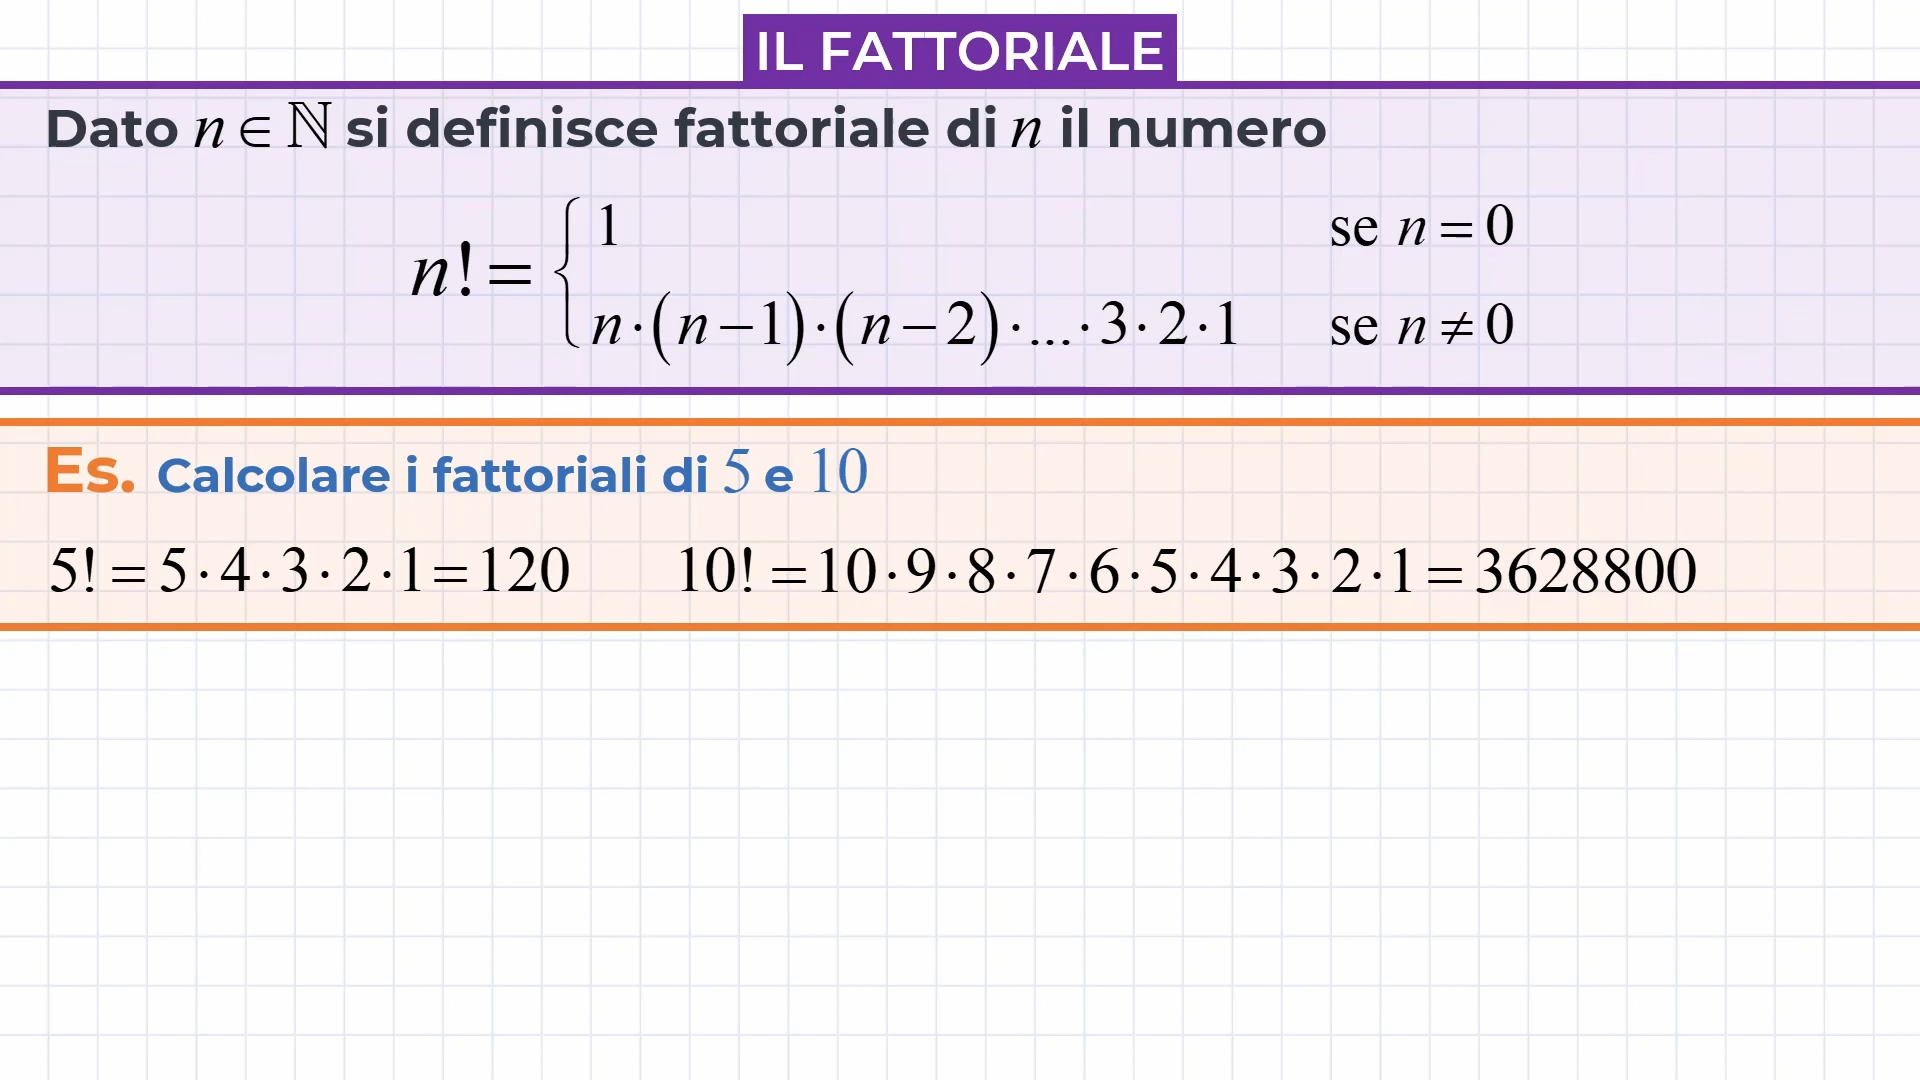 IL FATTORIALE
Dato n ∈ ℕ si definisce fattoriale di n il numero
n! = { 1 se n = 0
n·(n−1)·(n−2)·...·3·2·1 se n ≠ 0
Es. Calcolare i fattoriali di 5 e 10
5! = 5·4·3·2·1 = 120 10! = 10·9·8·7·6·5·4·3·2·1 = 3628800